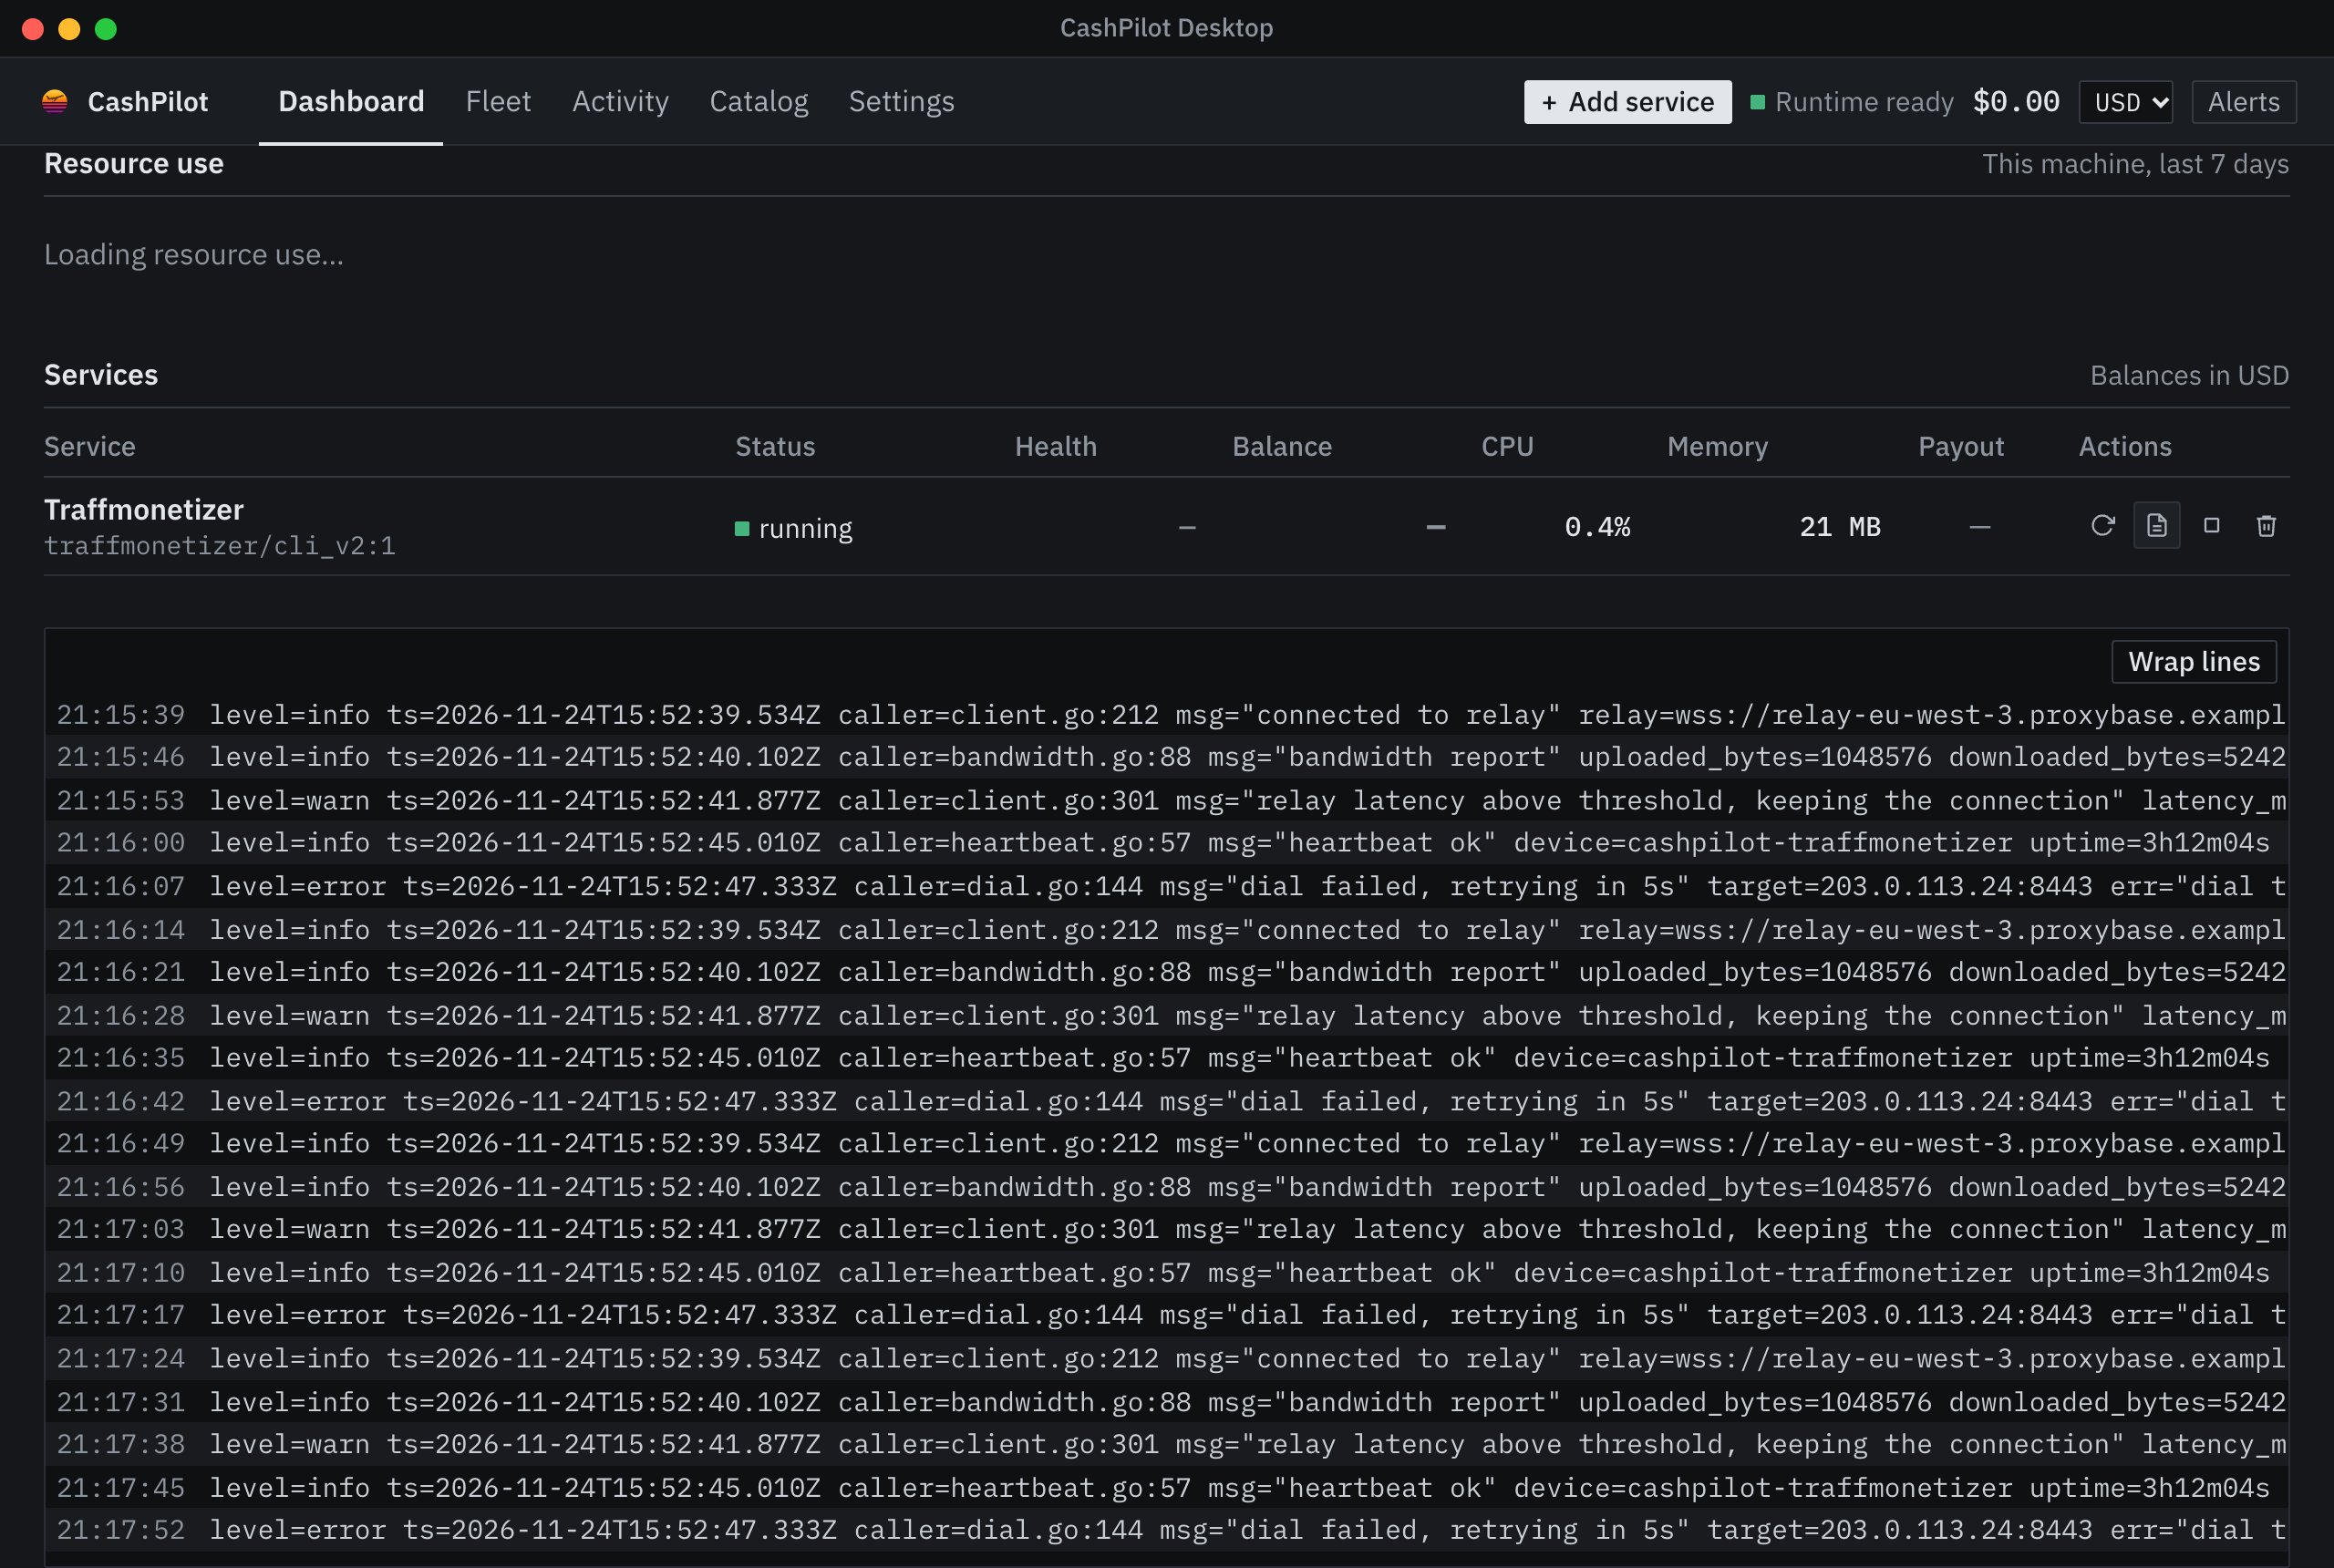 CashPilot Desktop
CashPilot Dashboard Fleet Activity Catalog Settings + Add service Runtime ready $0.00 USD Alerts
Resource use This machine, last 7 days
Loading resource use...
Services Balances in USD
Service Status Health Balance CPU Memory Payout Actions
Traffmonetizer
traffmonetizer/cli_v2:1
running — — 0.4% 21 MB —
Wrap lines
21:15:39 level=info ts=2026-11-24T15:52:39.534Z caller=client.go:212 msg="connected to relay" relay=wss://relay-eu-west-3.proxybase.exampl
21:15:46 level=info ts=2026-11-24T15:52:40.102Z caller=bandwidth.go:88 msg="bandwidth report" uploaded_bytes=1048576 downloaded_bytes=5242
21:15:53 level=warn ts=2026-11-24T15:52:41.877Z caller=client.go:301 msg="relay latency above threshold, keeping the connection" latency_m
21:16:00 level=info ts=2026-11-24T15:52:45.010Z caller=heartbeat.go:57 msg="heartbeat ok" device=cashpilot-traffmonetizer uptime=3h12m04s
21:16:07 level=error ts=2026-11-24T15:52:47.333Z caller=dial.go:144 msg="dial failed, retrying in 5s" target=203.0.113.24:8443 err="dial t
21:16:14 level=info ts=2026-11-24T15:52:39.534Z caller=client.go:212 msg="connected to relay" relay=wss://relay-eu-west-3.proxybase.exampl
21:16:21 level=info ts=2026-11-24T15:52:40.102Z caller=bandwidth.go:88 msg="bandwidth report" uploaded_bytes=1048576 downloaded_bytes=5242
21:16:28 level=warn ts=2026-11-24T15:52:41.877Z caller=client.go:301 msg="relay latency above threshold, keeping the connection" latency_m
21:16:35 level=info ts=2026-11-24T15:52:45.010Z caller=heartbeat.go:57 msg="heartbeat ok" device=cashpilot-traffmonetizer uptime=3h12m04s
21:16:42 level=error ts=2026-11-24T15:52:47.333Z caller=dial.go:144 msg="dial failed, retrying in 5s" target=203.0.113.24:8443 err="dial t
21:16:49 level=info ts=2026-11-24T15:52:39.534Z caller=client.go:212 msg="connected to relay" relay=wss://relay-eu-west-3.proxybase.exampl
21:16:56 level=info ts=2026-11-24T15:52:40.102Z caller=bandwidth.go:88 msg="bandwidth report" uploaded_bytes=1048576 downloaded_bytes=5242
21:17:03 level=warn ts=2026-11-24T15:52:41.877Z caller=client.go:301 msg="relay latency above threshold, keeping the connection" latency_m
21:17:10 level=info ts=2026-11-24T15:52:45.010Z caller=heartbeat.go:57 msg="heartbeat ok" device=cashpilot-traffmonetizer uptime=3h12m04s
21:17:17 level=error ts=2026-11-24T15:52:47.333Z caller=dial.go:144 msg="dial failed, retrying in 5s" target=203.0.113.24:8443 err="dial t
21:17:24 level=info ts=2026-11-24T15:52:39.534Z caller=client.go:212 msg="connected to relay" relay=wss://relay-eu-west-3.proxybase.exampl
21:17:31 level=info ts=2026-11-24T15:52:40.102Z caller=bandwidth.go:88 msg="bandwidth report" uploaded_bytes=1048576 downloaded_bytes=5242
21:17:38 level=warn ts=2026-11-24T15:52:41.877Z caller=client.go:301 msg="relay latency above threshold, keeping the connection" latency_m
21:17:45 level=info ts=2026-11-24T15:52:45.010Z caller=heartbeat.go:57 msg="heartbeat ok" device=cashpilot-traffmonetizer uptime=3h12m04s
21:17:52 level=error ts=2026-11-24T15:52:47.333Z caller=dial.go:144 msg="dial failed, retrying in 5s" target=203.0.113.24:8443 err="dial t